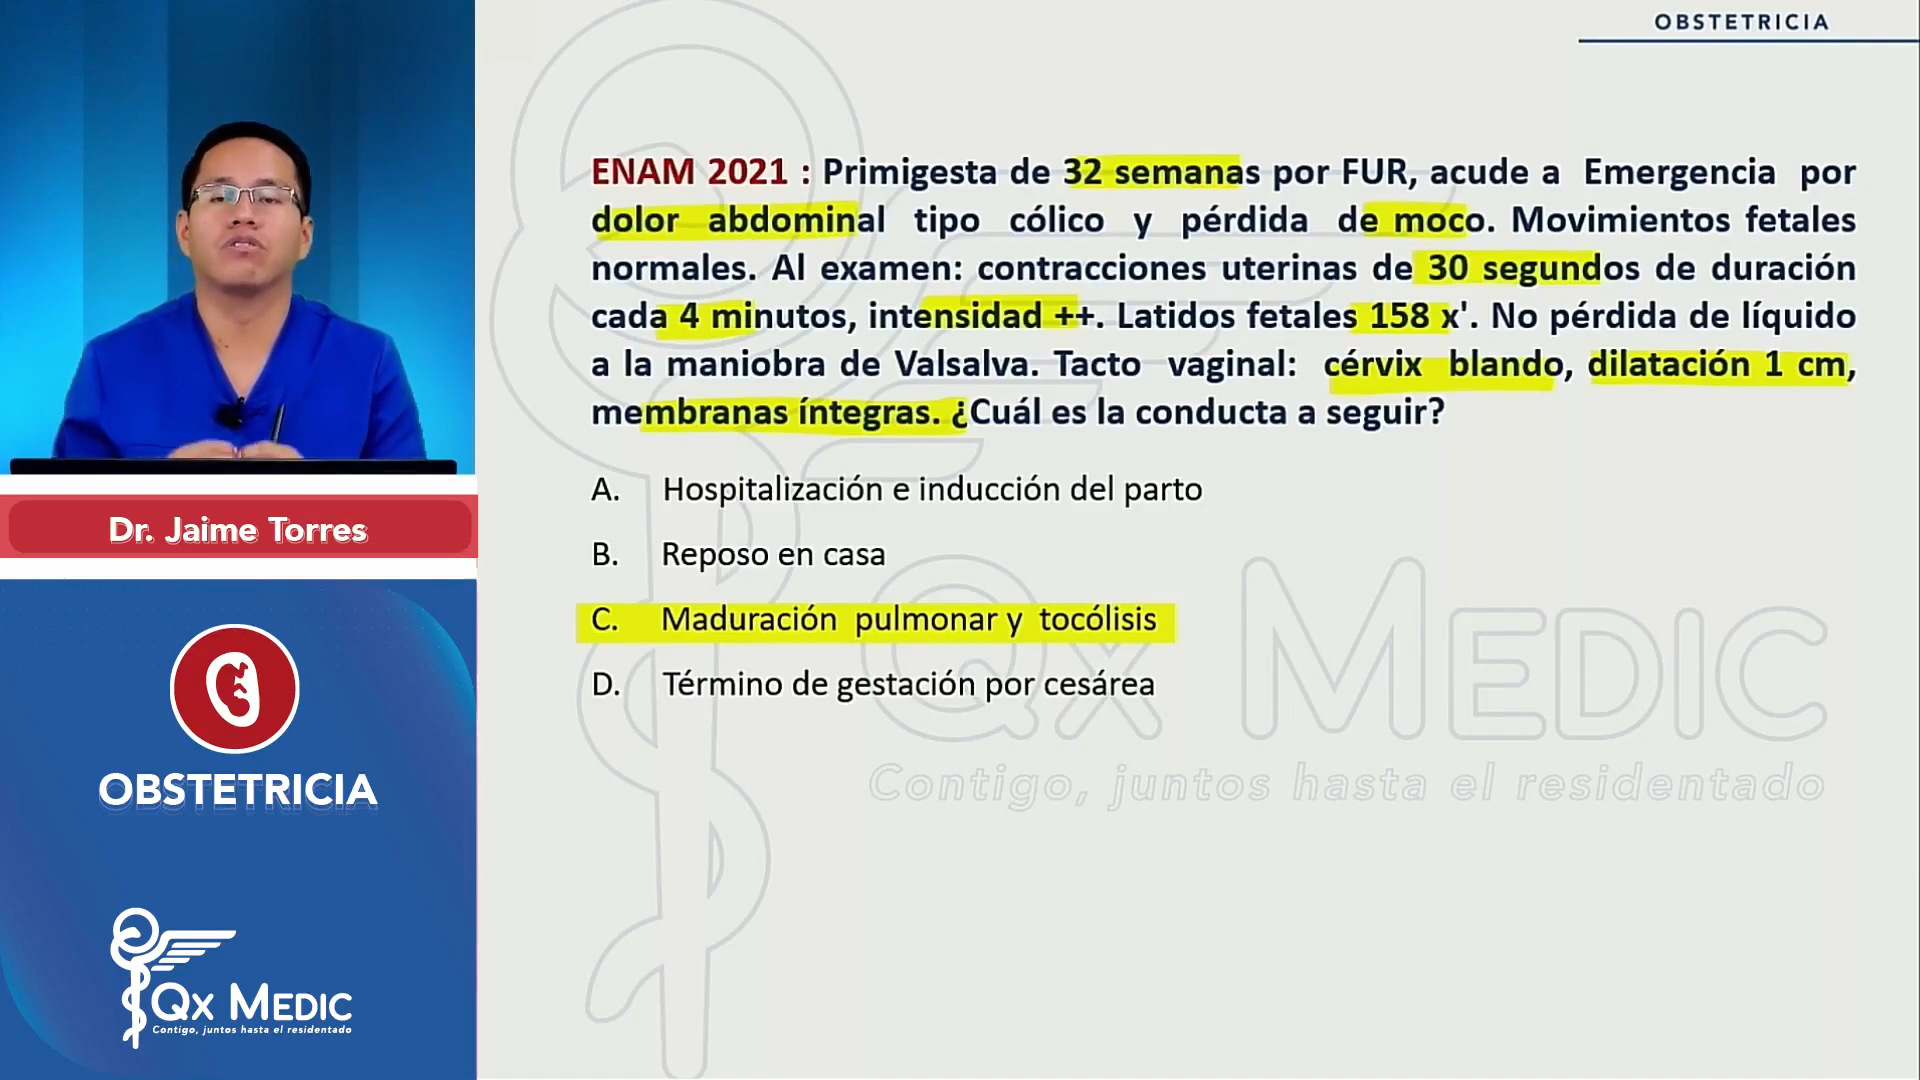 OBSTETRICIA
ENAM 2021 : Primigesta de 32 semanas por FUR, acude a Emergencia por
dolor abdominal tipo cólico y pérdida de moco. Movimientos fetales
normales. Al examen: contracciones uterinas de 30 segundos de duración
cada 4 minutos, intensidad ++. Latidos fetales 158 x'. No pérdida de líquido
a la maniobra de Valsalva. Tacto vaginal: cérvix blando, dilatación 1 cm,
membranas íntegras. ¿Cuál es la conducta a seguir?
A. Hospitalización e inducción del parto
B. Reposo en casa
C. Maduración pulmonar y tocólisis
D. Término de gestación por cesárea
QX MEDIC
Contigo, juntos hasta el residentado
Dr. Jaime Torres
OBSTETRICIA
QX MEDIC
Contigo, juntos hasta el residentado